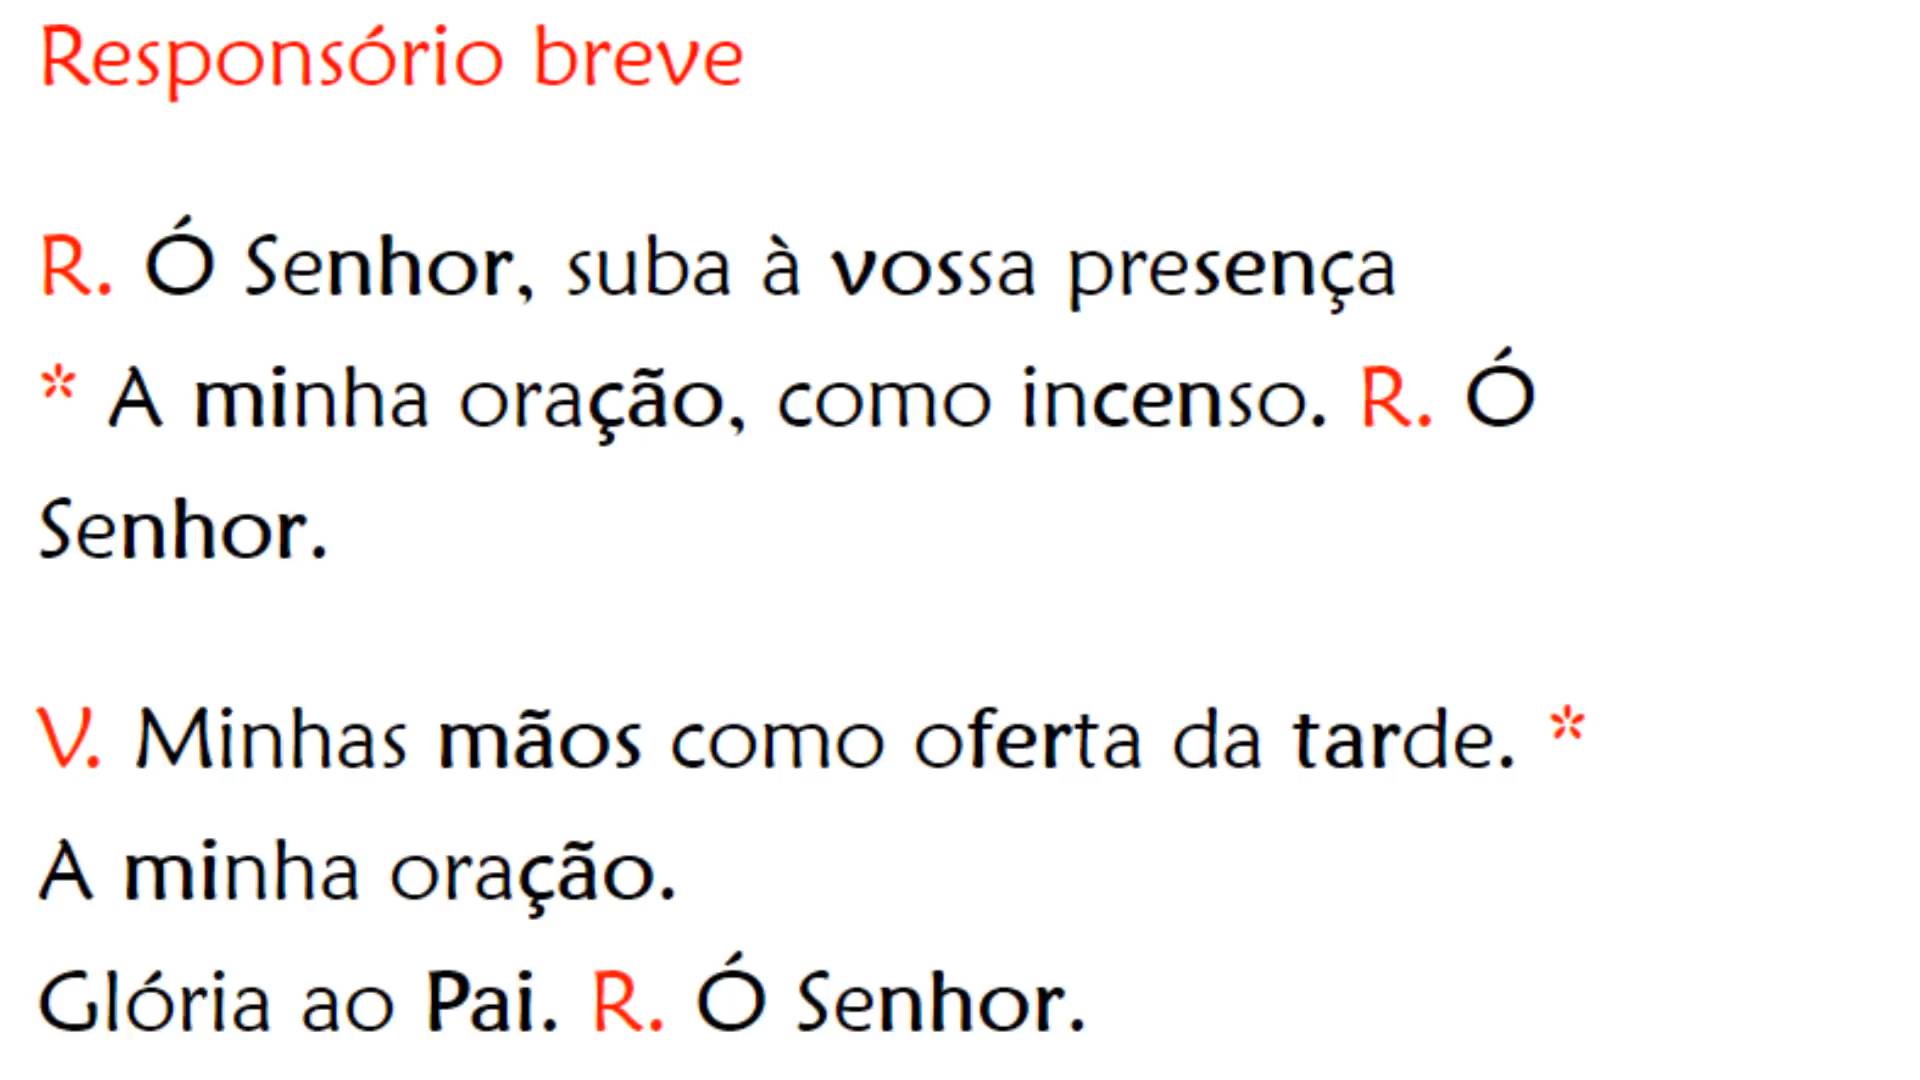 Responsório breve
R. Ó Senhor, suba à vossa presença
* A minha oração, como incenso. R. Ó
Senhor.
V. Minhas mãos como oferta da tarde. *
A minha oração.
Glória ao Pai. R. Ó Senhor.